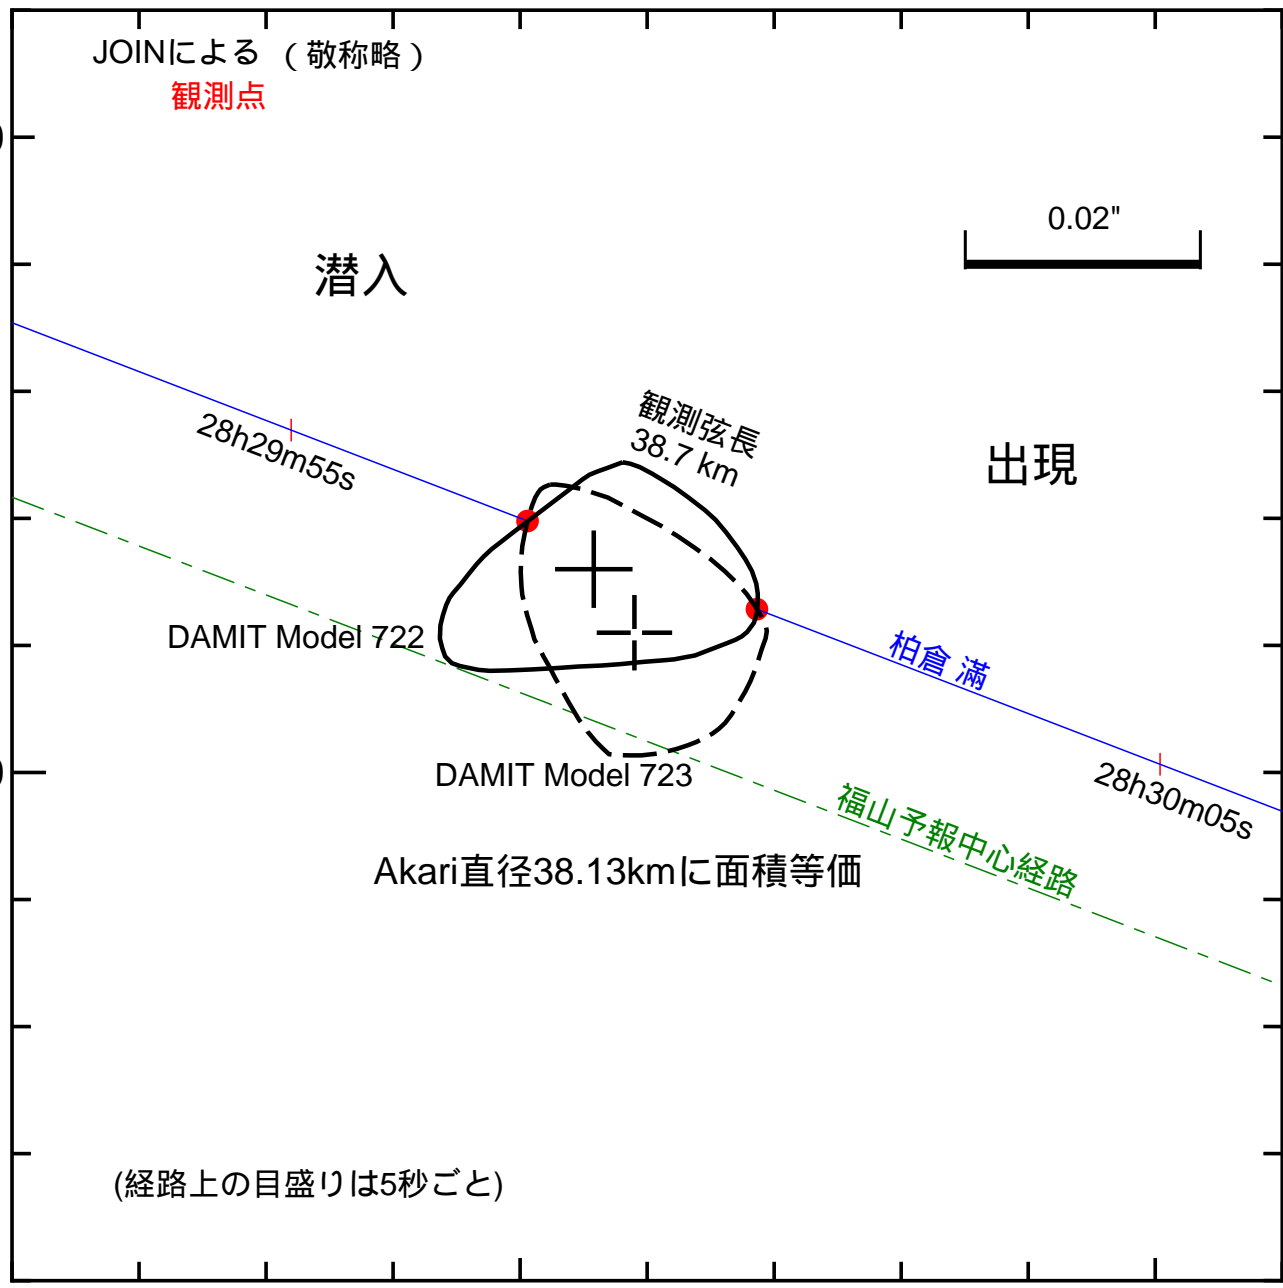 JOINによる （敬称略）
観測点
0.02"
潜入
観測弦長
38.7 km
28h29m55s
出現
DAMIT Model 722
柏倉 滿
DAMIT Model 723
28h30m05s
福山予報中心経路
Akari直径38.13kmに面積等価
(経路上の目盛りは5秒ごと)